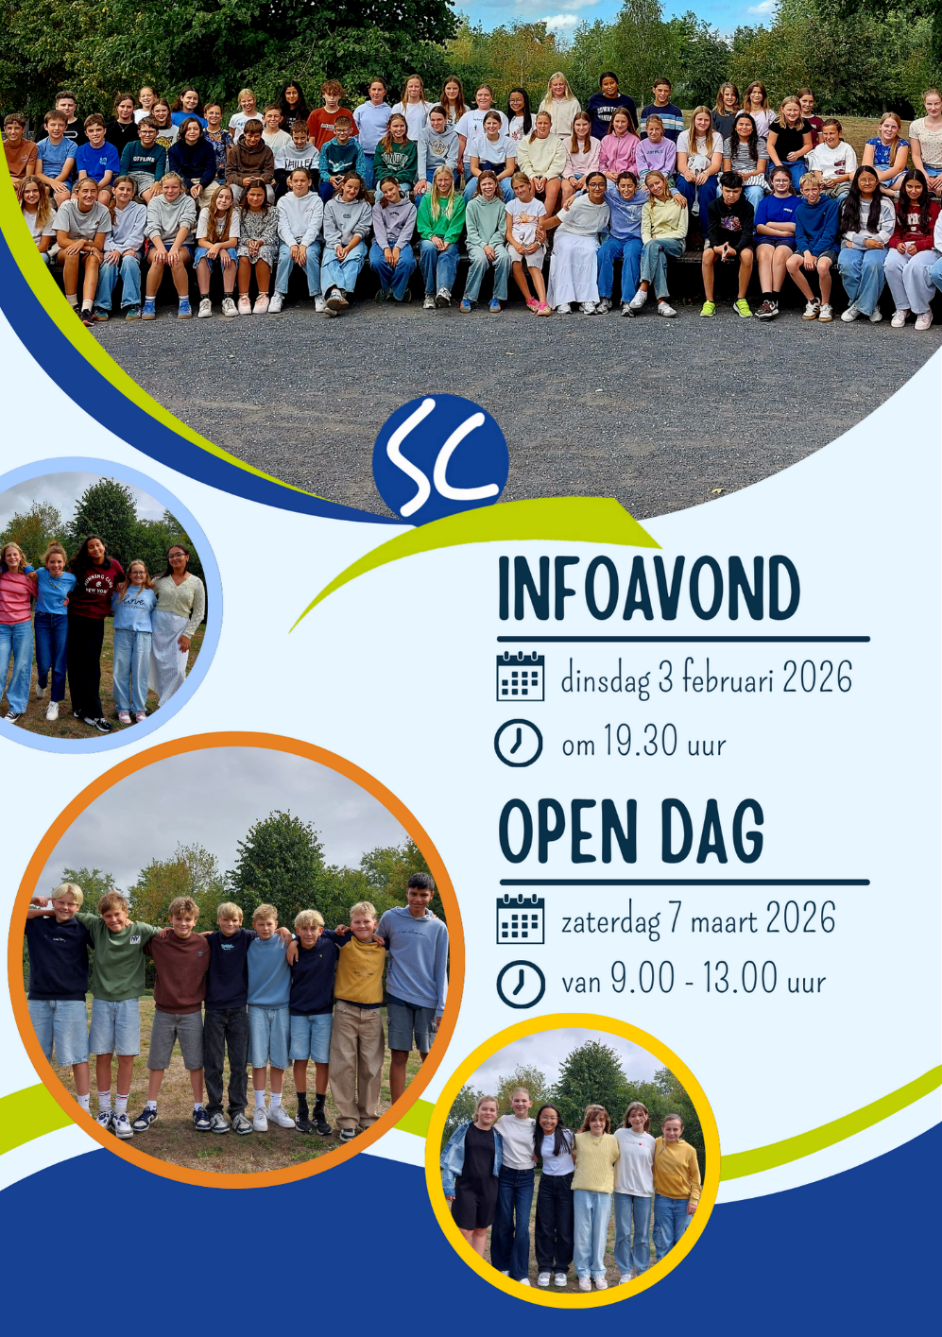 SC
INFOAVOND
dinsdag 3 februari 2026
om 19.30 uur
OPEN DAG
zaterdag 7 maart 2026
van 9.00 - 13.00 uur